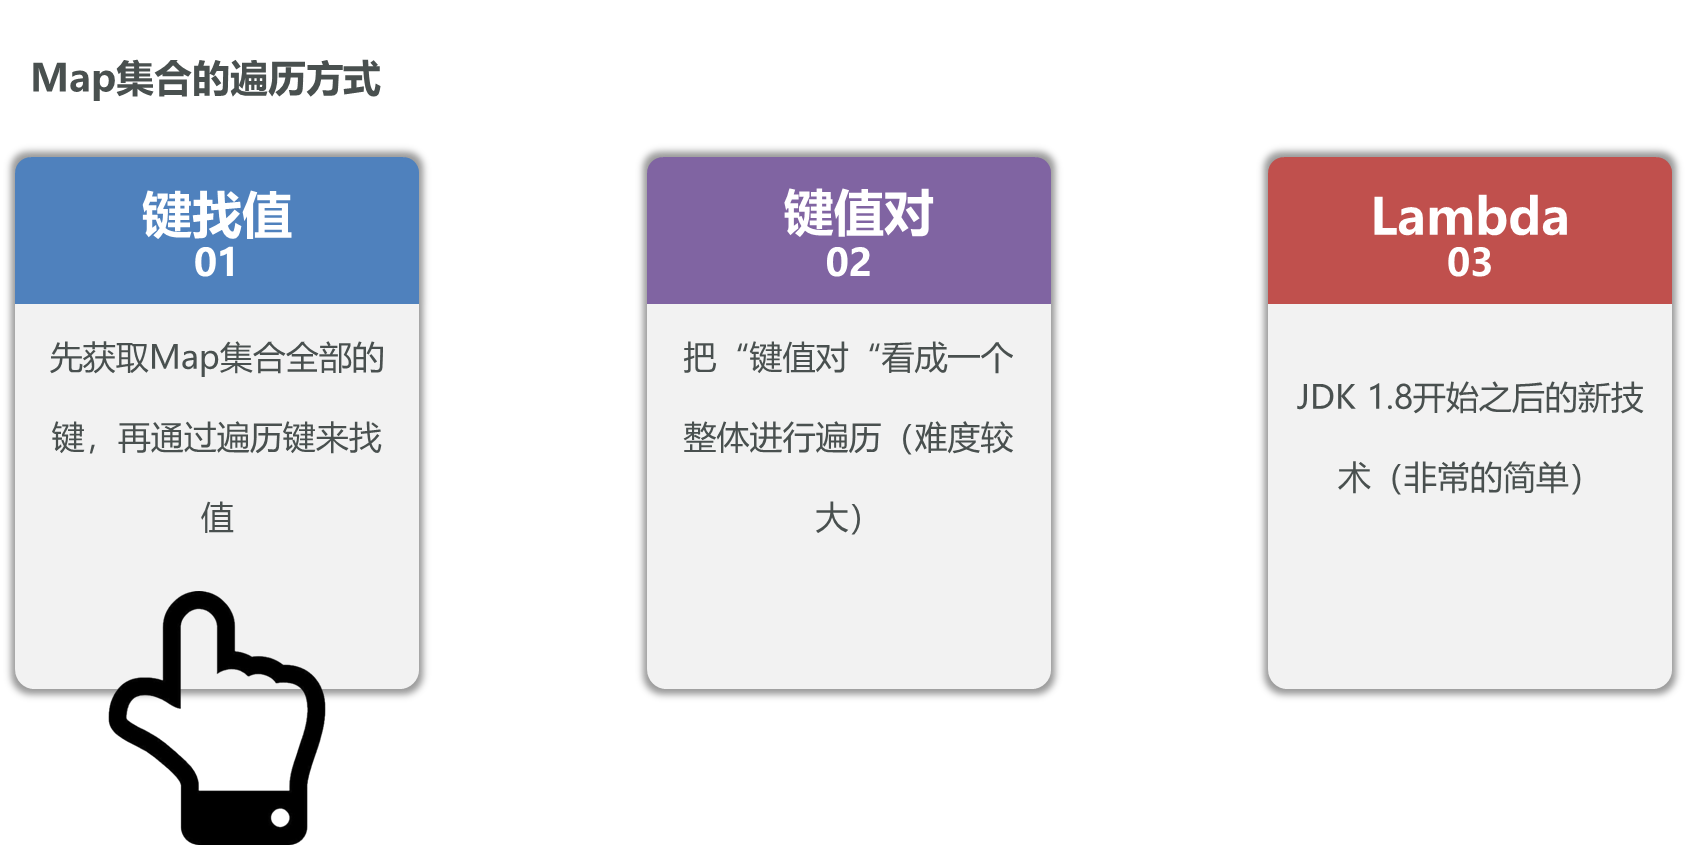 Map集合的遍历方式
键找值
01
先获取Map集合全部的
键，再通过遍历键来找
值
键值对
02
把“键值对“看成一个
整体进行遍历（难度较
大）
Lambda
03
JDK 1.8开始之后的新技
术（非常的简单）